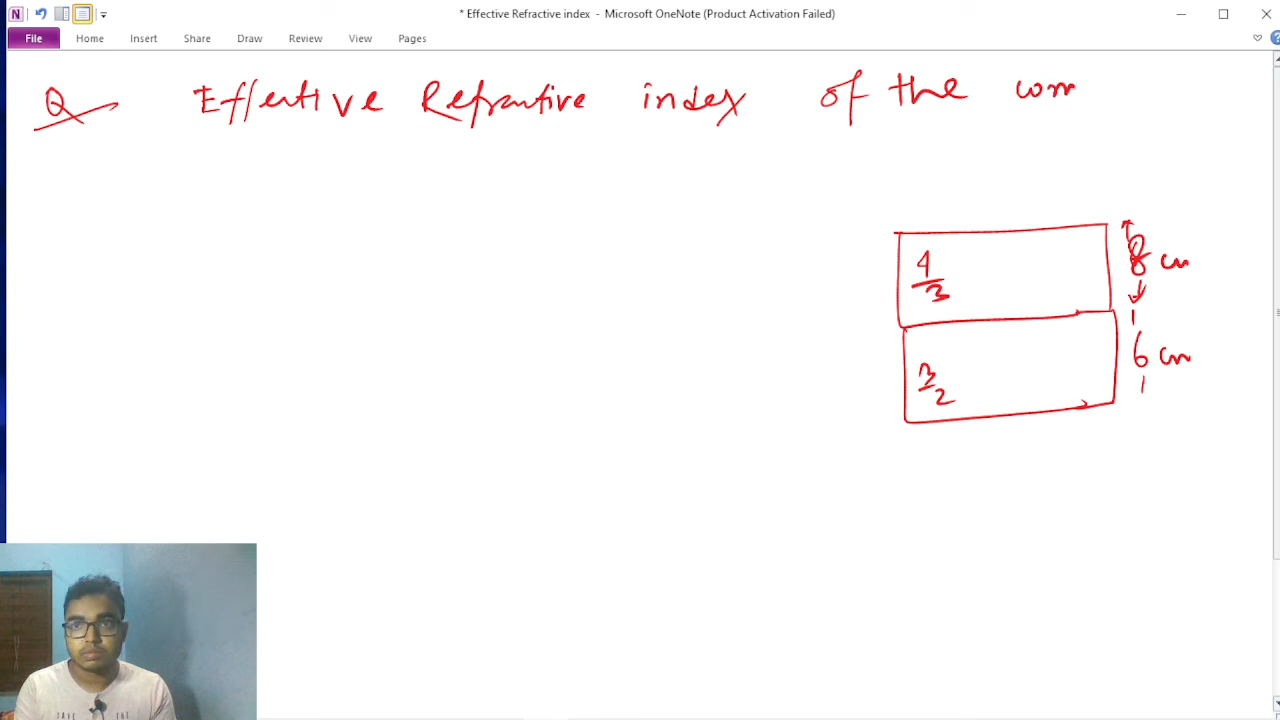 * Effective Refractive index - Microsoft OneNote (Product Activation Failed)
File Home Insert Share Draw Review View Pages
Q Effective Refractive index of the com
4/3 8 cm
3/2 6 cm